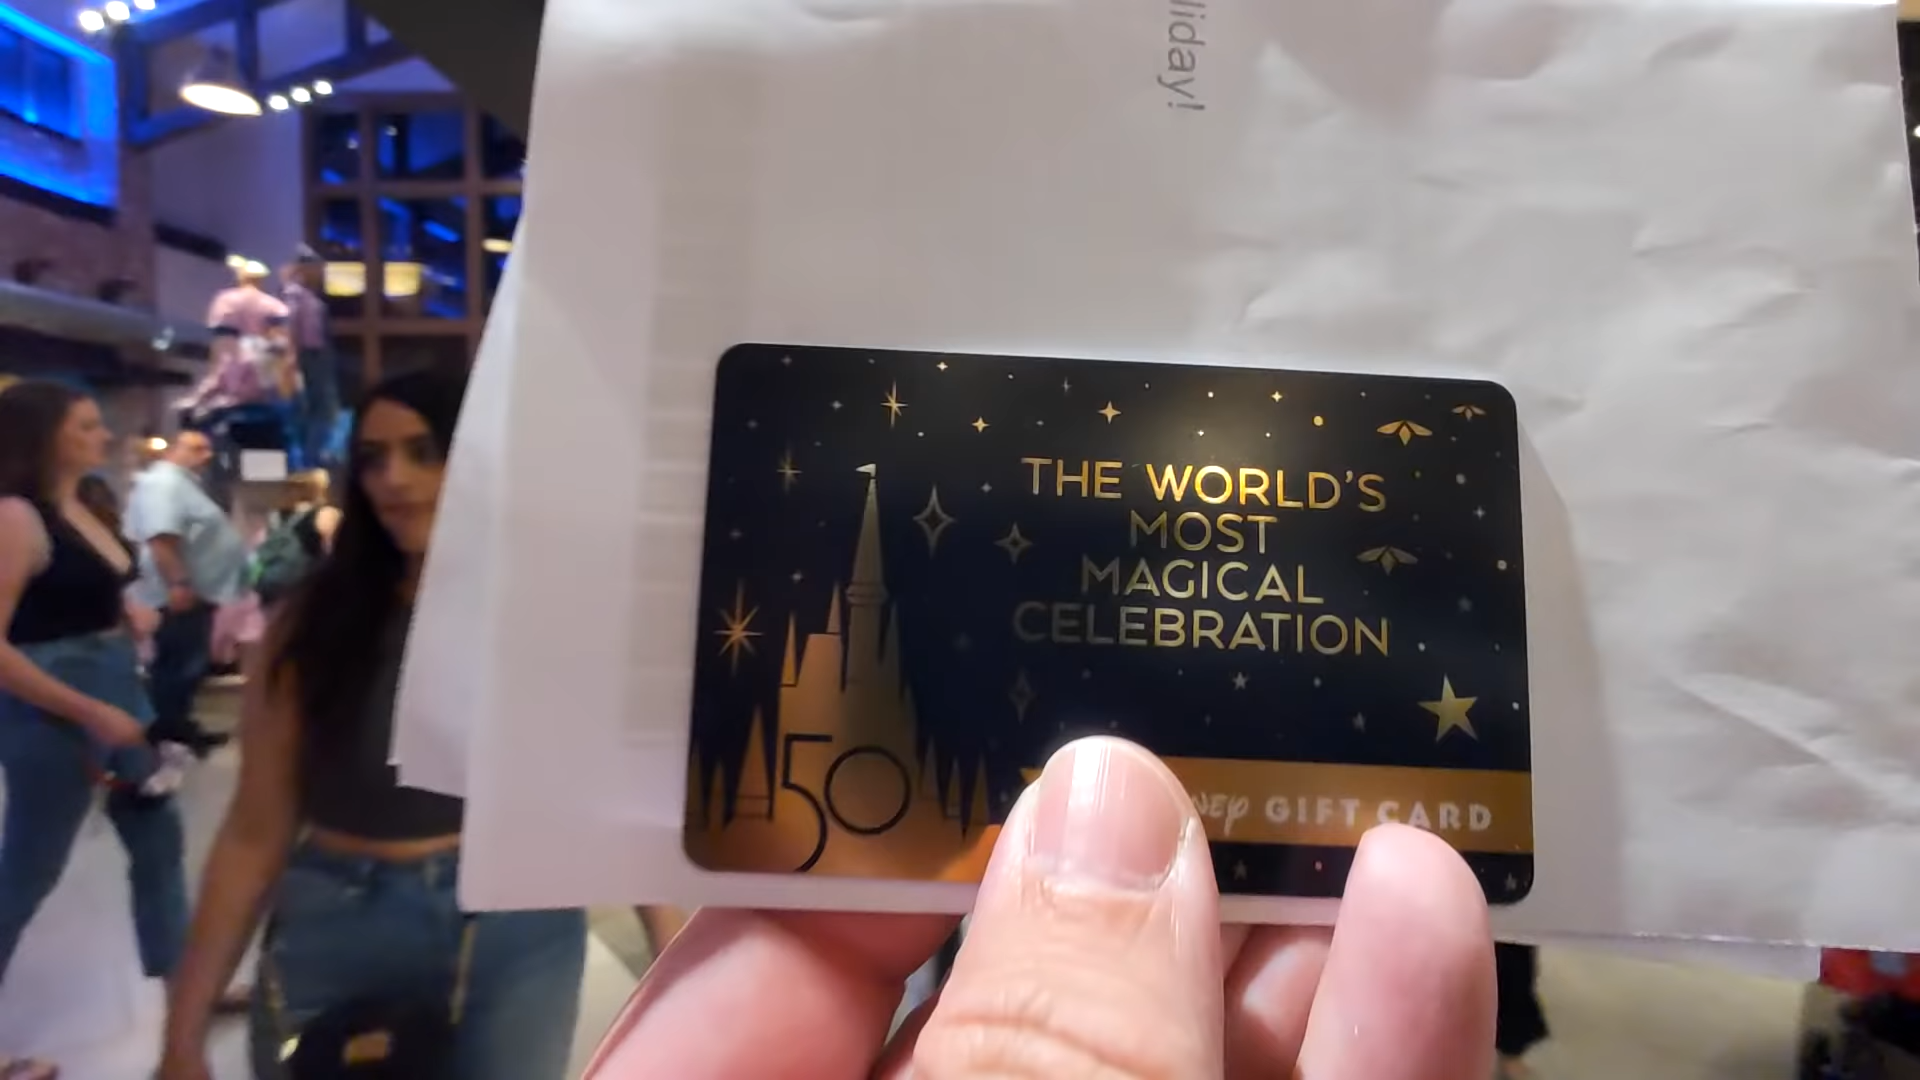 liday!
THE WORLD'S
MOST
MAGICAL
CELEBRATION
50
GIFT CARD